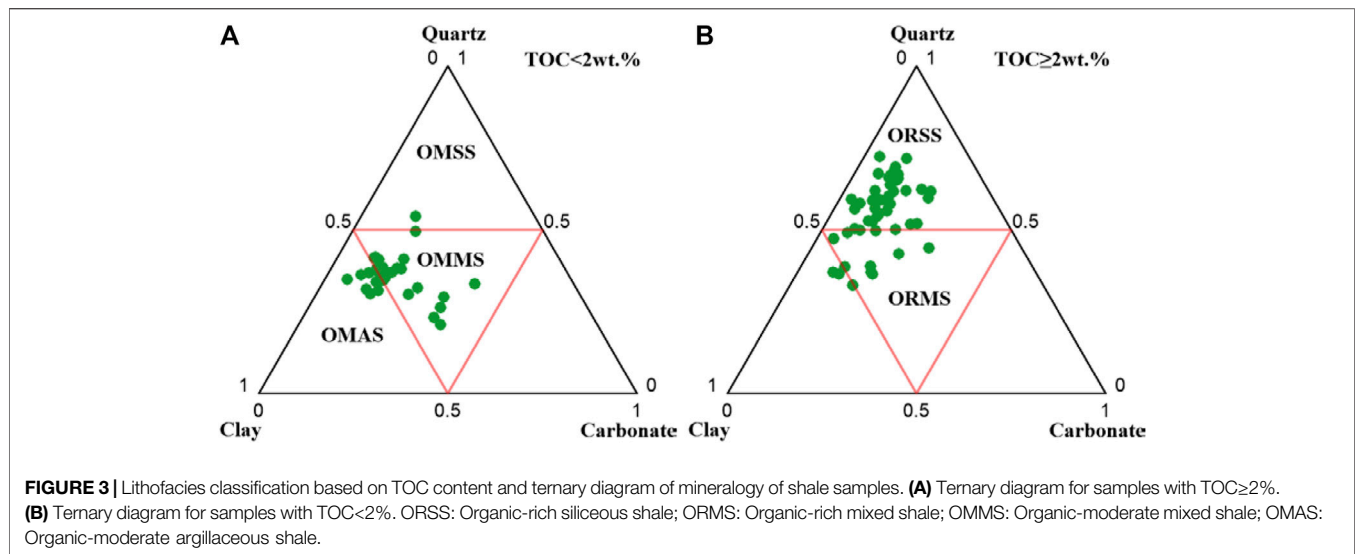 A
Quartz
0 1
TOC<2wt.%
OMSS
0.5
0.5
OMMS
OMAS
1
0
0
0.5
1
Clay
Carbonate
B
Quartz
0 1
TOC≥2wt.%
ORSS
0.5
0.5
ORMS
1
0
0
0.5
1
Clay
Carbonate
FIGURE 3 | Lithofacies classification based on TOC content and ternary diagram of mineralogy of shale samples. (A) Ternary diagram for samples with TOC≥2%.
(B) Ternary diagram for samples with TOC<2%. ORSS: Organic-rich siliceous shale; ORMS: Organic-rich mixed shale; OMMS: Organic-moderate mixed shale; OMAS:
Organic-moderate argillaceous shale.